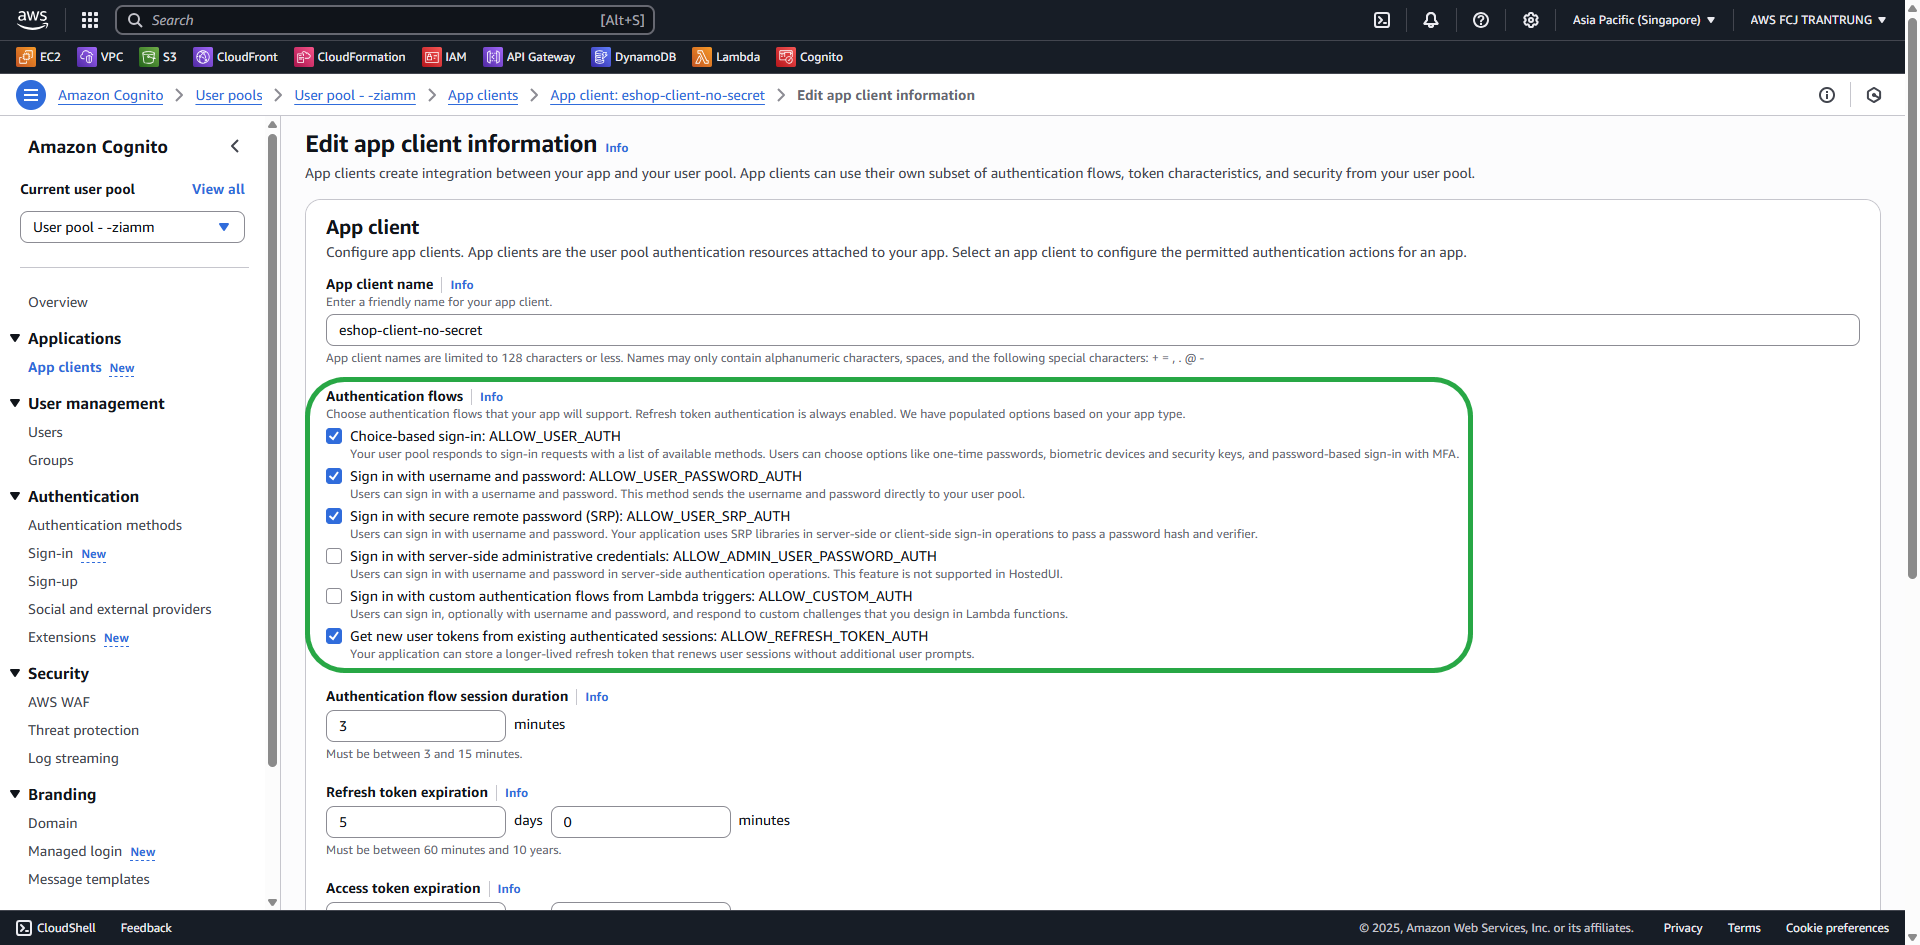 aws
Search [Alt+S]
Asia Pacific (Singapore)
AWS FCJ TRANTRUNG
EC2
VPC
S3
CloudFront
CloudFormation
IAM
API Gateway
DynamoDB
Lambda
Cognito
Amazon Cognito
User pools
User pool - -ziamm
App clients
App client: eshop-client-no-secret
Edit app client information
Amazon Cognito
Current user pool View all
User pool - -ziamm
Overview
Applications
App clients New
User management
Users
Groups
Authentication
Authentication methods
Sign-in New
Sign-up
Social and external providers
Extensions New
Security
AWS WAF
Threat protection
Log streaming
Branding
Domain
Managed login New
Message templates
Edit app client information Info
App clients create integration between your app and your user pool. App clients can use their own subset of authentication flows, token characteristics, and security from your user pool.
App client
Configure app clients. App clients are the user pool authentication resources attached to your app. Select an app client to configure the permitted authentication actions for an app.
App client name Info
Enter a friendly name for your app client.
eshop-client-no-secret
App client names are limited to 128 characters or less. Names may only contain alphanumeric characters, spaces, and the following special characters: + = , . @ -
Authentication flows Info
Choose authentication flows that your app will support. Refresh token authentication is always enabled. We have populated options based on your app type.
Choice-based sign-in: ALLOW_USER_AUTH
Your user pool responds to sign-in requests with a list of available methods. Users can choose options like one-time passwords, biometric devices and security keys, and password-based sign-in with MFA.
Sign in with username and password: ALLOW_USER_PASSWORD_AUTH
Users can sign in with a username and password. This method sends the username and password directly to your user pool.
Sign in with secure remote password (SRP): ALLOW_USER_SRP_AUTH
Users can sign in with username and password. Your application uses SRP libraries in server-side or client-side sign-in operations to pass a password hash and verifier.
Sign in with server-side administrative credentials: ALLOW_ADMIN_USER_PASSWORD_AUTH
Users can sign in with username and password in server-side authentication operations. This feature is not supported in HostedUI.
Sign in with custom authentication flows from Lambda triggers: ALLOW_CUSTOM_AUTH
Users can sign in, optionally with username and password, and respond to custom challenges that you design in Lambda functions.
Get new user tokens from existing authenticated sessions: ALLOW_REFRESH_TOKEN_AUTH
Your application can store a longer-lived refresh token that renews user sessions without additional user prompts.
Authentication flow session duration Info
3 minutes
Must be between 3 and 15 minutes.
Refresh token expiration Info
5 days 0 minutes
Must be between 60 minutes and 10 years.
Access token expiration Info
CloudShell
Feedback
© 2025, Amazon Web Services, Inc. or its affiliates.
Privacy
Terms
Cookie preferences